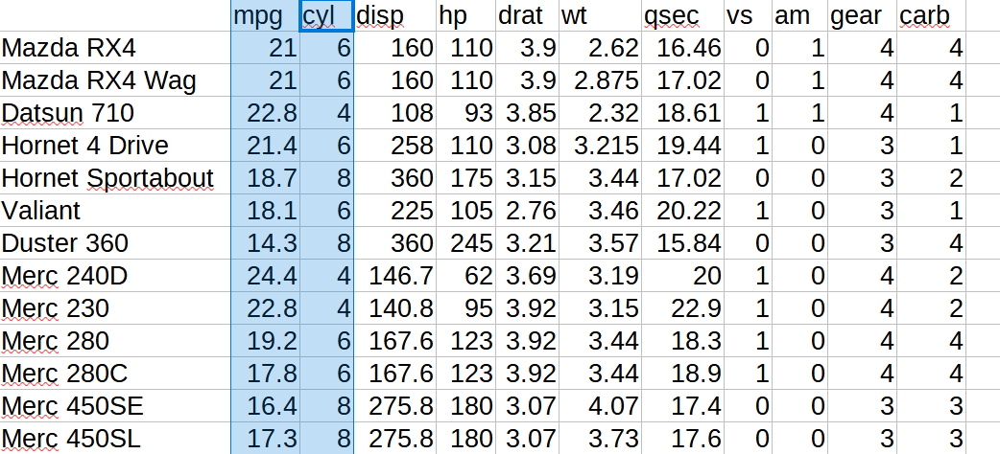 mpg cyl disp hp drat wt qsec vs am gear carb
Mazda RX4 21 6 160 110 3.9 2.62 16.46 0 1 4 4
Mazda RX4 Wag 21 6 160 110 3.9 2.875 17.02 0 1 4 4
Datsun 710 22.8 4 108 93 3.85 2.32 18.61 1 1 4 1
Hornet 4 Drive 21.4 6 258 110 3.08 3.215 19.44 1 0 3 1
Hornet Sportabout 18.7 8 360 175 3.15 3.44 17.02 0 0 3 2
Valiant 18.1 6 225 105 2.76 3.46 20.22 1 0 3 1
Duster 360 14.3 8 360 245 3.21 3.57 15.84 0 0 3 4
Merc 240D 24.4 4 146.7 62 3.69 3.19 20 1 0 4 2
Merc 230 22.8 4 140.8 95 3.92 3.15 22.9 1 0 4 2
Merc 280 19.2 6 167.6 123 3.92 3.44 18.3 1 0 4 4
Merc 280C 17.8 6 167.6 123 3.92 3.44 18.9 1 0 4 4
Merc 450SE 16.4 8 275.8 180 3.07 4.07 17.4 0 0 3 3
Merc 450SL 17.3 8 275.8 180 3.07 3.73 17.6 0 0 3 3